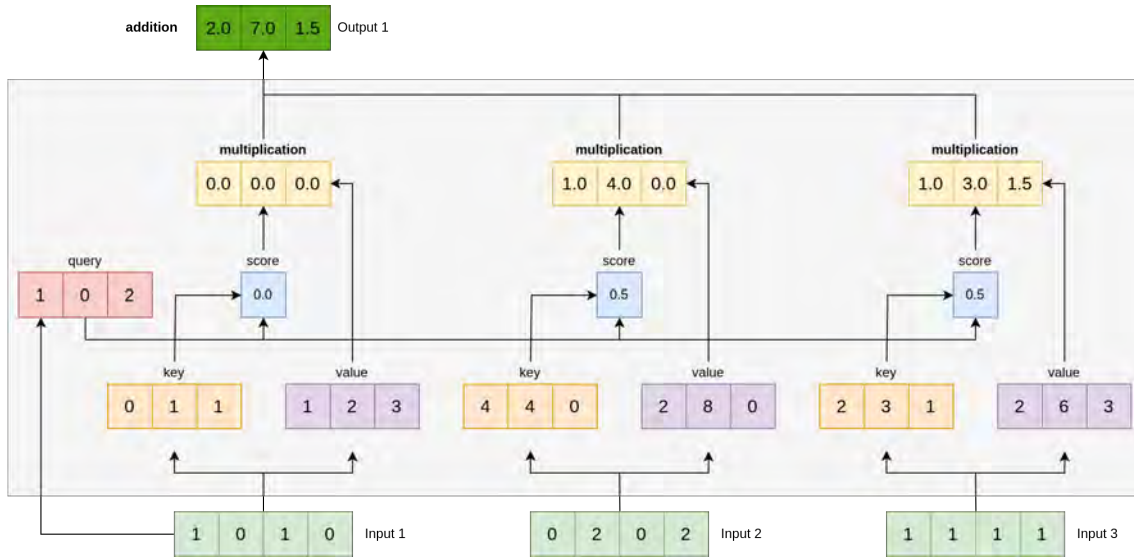 addition 2.0 7.0 1.5 Output 1
multiplication multiplication multiplication
0.0 0.0 0.0 1.0 4.0 0.0 1.0 3.0 1.5
query score score score
1 0 2 0.0 0.5 0.5
key value key value key value
0 1 1 1 2 3 4 4 0 2 8 0 2 3 1 2 6 3
1 0 1 0 Input 1 0 2 0 2 Input 2 1 1 1 1 Input 3